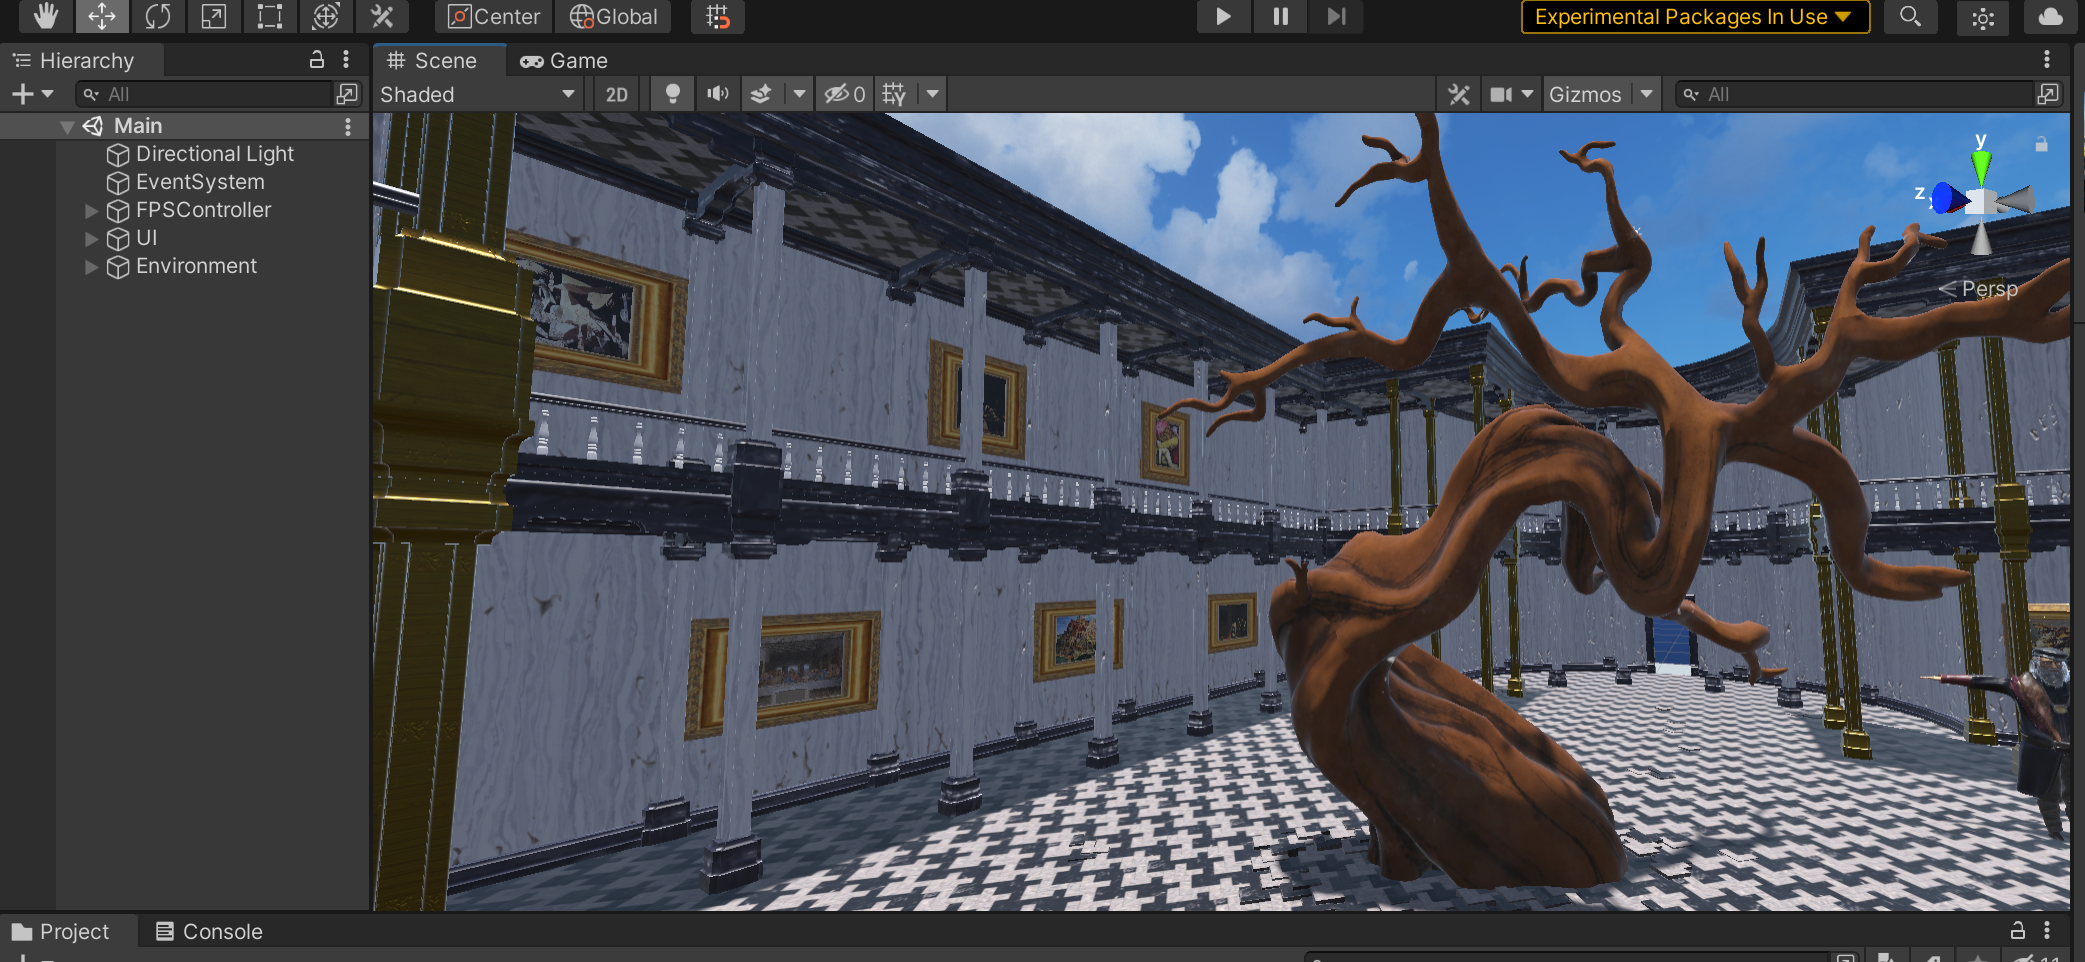 Center
Global
Experimental Packages In Use
Hierarchy
All
Main
Directional Light
EventSystem
FPSController
UI
Environment
Scene
Game
Shaded
2D
0
Gizmos
All
y
z
Persp
Project
Console
11